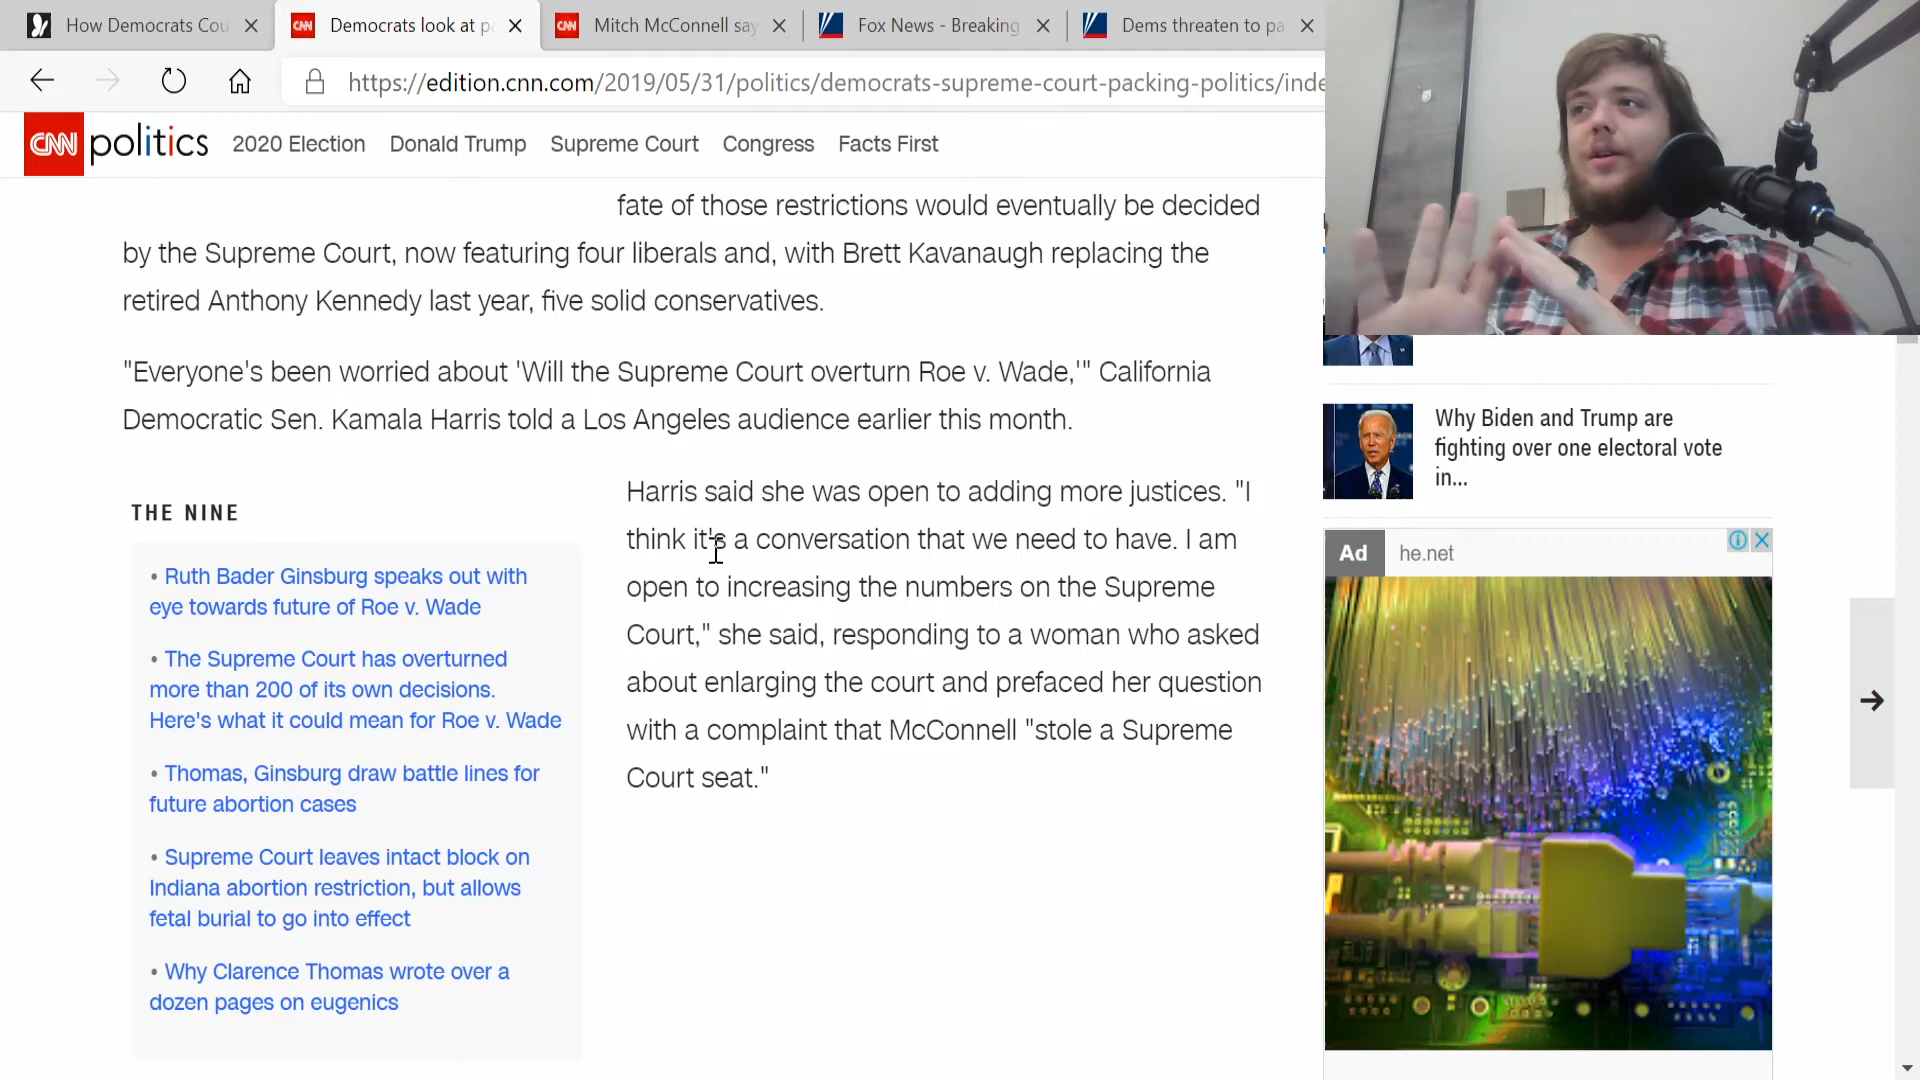 How Democrats Cou
Democrats look at pa
Mitch McConnell say
Fox News - Breaking
Dems threaten to pa
https://edition.cnn.com/2019/05/31/politics/democrats-supreme-court-packing-politics/inde
CNN politics 2020 Election Donald Trump Supreme Court Congress Facts First
fate of those restrictions would eventually be decided
by the Supreme Court, now featuring four liberals and, with Brett Kavanaugh replacing the
retired Anthony Kennedy last year, five solid conservatives.
"Everyone's been worried about 'Will the Supreme Court overturn Roe v. Wade,'" California
Democratic Sen. Kamala Harris told a Los Angeles audience earlier this month.
THE NINE
• Ruth Bader Ginsburg speaks out with
eye towards future of Roe v. Wade
• The Supreme Court has overturned
more than 200 of its own decisions.
Here's what it could mean for Roe v. Wade
• Thomas, Ginsburg draw battle lines for
future abortion cases
• Supreme Court leaves intact block on
Indiana abortion restriction, but allows
fetal burial to go into effect
• Why Clarence Thomas wrote over a
dozen pages on eugenics
Harris said she was open to adding more justices. "I
think it's a conversation that we need to have. I am
open to increasing the numbers on the Supreme
Court," she said, responding to a woman who asked
about enlarging the court and prefaced her question
with a complaint that McConnell "stole a Supreme
Court seat."
Why Biden and Trump are
fighting over one electoral vote
in...
Ad he.net